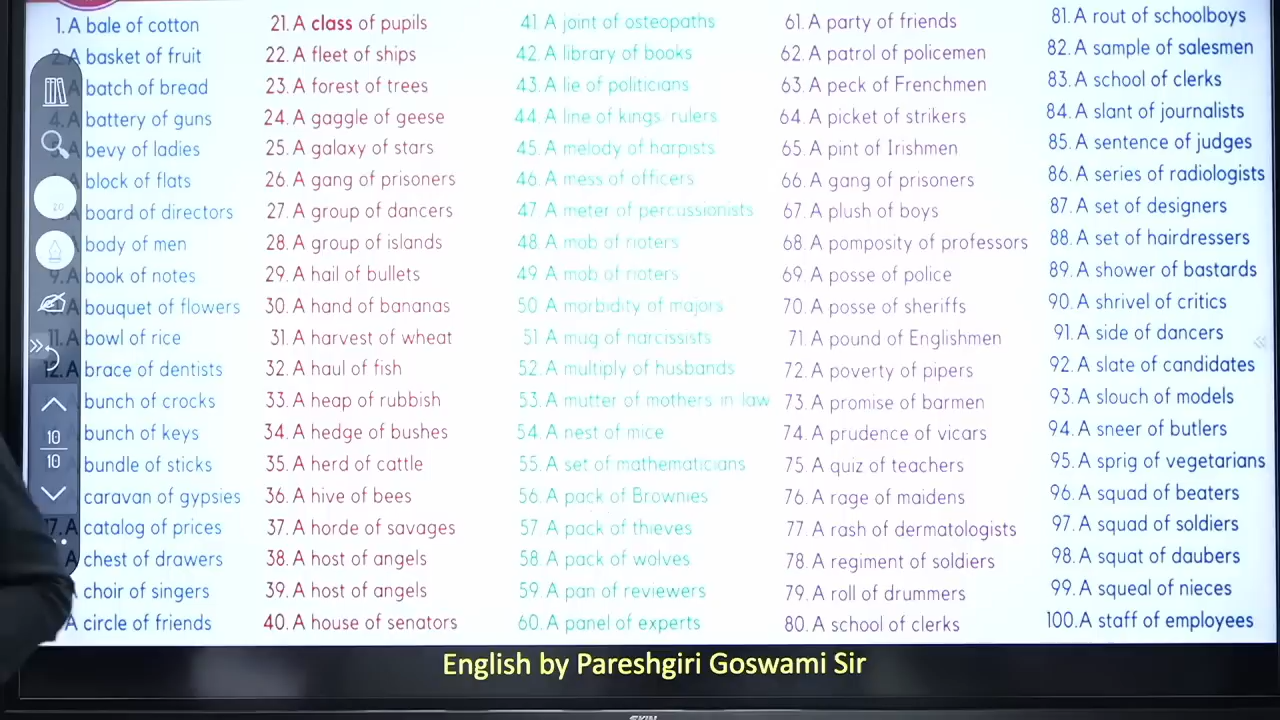 1. A bale of cotton
2. A basket of fruit
batch of bread
4. A battery of guns
bevy of ladies
block of flats
board of directors
body of men
9. A book of notes
bouquet of flowers
11. A bowl of rice
12. A brace of dentists
bunch of crocks
bunch of keys
bundle of sticks
caravan of gypsies
17. A catalog of prices
A chest of drawers
choir of singers
A circle of friends
21. A class of pupils
22. A fleet of ships
23. A forest of trees
24. A gaggle of geese
25. A galaxy of stars
26. A gang of prisoners
27. A group of dancers
28. A group of islands
29. A hail of bullets
30. A hand of bananas
31. A harvest of wheat
32. A haul of fish
33. A heap of rubbish
34. A hedge of bushes
35. A herd of cattle
36. A hive of bees
37. A horde of savages
38. A host of angels
39. A host of angels
40. A house of senators
41. A joint of osteopaths
42. A library of books
43. A lie of politicians
44. A line of kings rulers
45. A melody of harpists
46. A mess of officers
47 A meter of percussionists
48 A mob of rioters
49 A mob of rioters
50 A morbidity of majors
51 A mug of narcissists
52. A multiply of husbands
53. A mutter of mothers in law
54 A nest of mice
55. A set of mathematicians
56. A pack of Brownies
57. A pack of thieves
58. A pack of wolves
59. A pan of reviewers
60. A panel of experts
61. A party of friends
62. A patrol of policemen
63. A peck of Frenchmen
64. A picket of strikers
65. A pint of Irishmen
66. A gang of prisoners
67. A plush of boys
68. A pomposity of professors
69. A posse of police
70. A posse of sheriffs
71. A pound of Englishmen
72. A poverty of pipers
73. A promise of barmen
74. A prudence of vicars
75. A quiz of teachers
76. A rage of maidens
77. A rash of dermatologists
78. A regiment of soldiers
79. A roll of drummers
80. A school of clerks
81. A rout of schoolboys
82. A sample of salesmen
83. A school of clerks
84. A slant of journalists
85. A sentence of judges
86. A series of radiologists
87. A set of designers
88. A set of hairdressers
89. A shower of bastards
90. A shrivel of critics
91. A side of dancers
92. A slate of candidates
93. A slouch of models
94. A sneer of butlers
95. A sprig of vegetarians
96. A squad of beaters
97. A squad of soldiers
98. A squat of daubers
99. A squeal of nieces
100. A staff of employees
20
10
10
English by Pareshgiri Goswami Sir